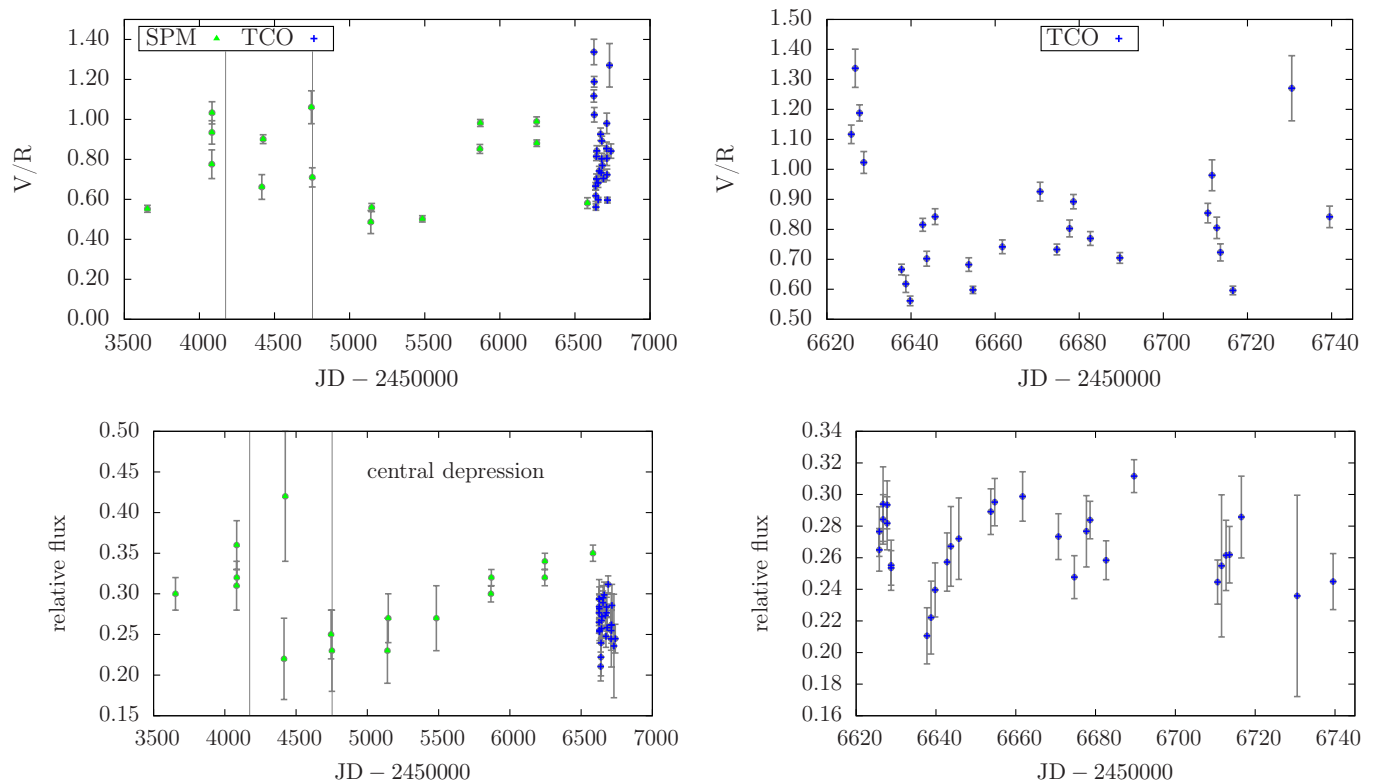 SPM TCO
V/R
1.40
1.20
1.00
0.80
0.60
0.40
0.20
0.00
3500 4000 4500 5000 5500 6000 6500 7000
JD − 2450000
TCO
V/R
1.50
1.40
1.30
1.20
1.10
1.00
0.90
0.80
0.70
0.60
0.50
6620 6640 6660 6680 6700 6720 6740
JD − 2450000
central depression
relative flux
0.50
0.45
0.40
0.35
0.30
0.25
0.20
0.15
3500 4000 4500 5000 5500 6000 6500 7000
JD − 2450000
relative flux
0.34
0.32
0.30
0.28
0.26
0.24
0.22
0.20
0.18
0.16
6620 6640 6660 6680 6700 6720 6740
JD − 2450000